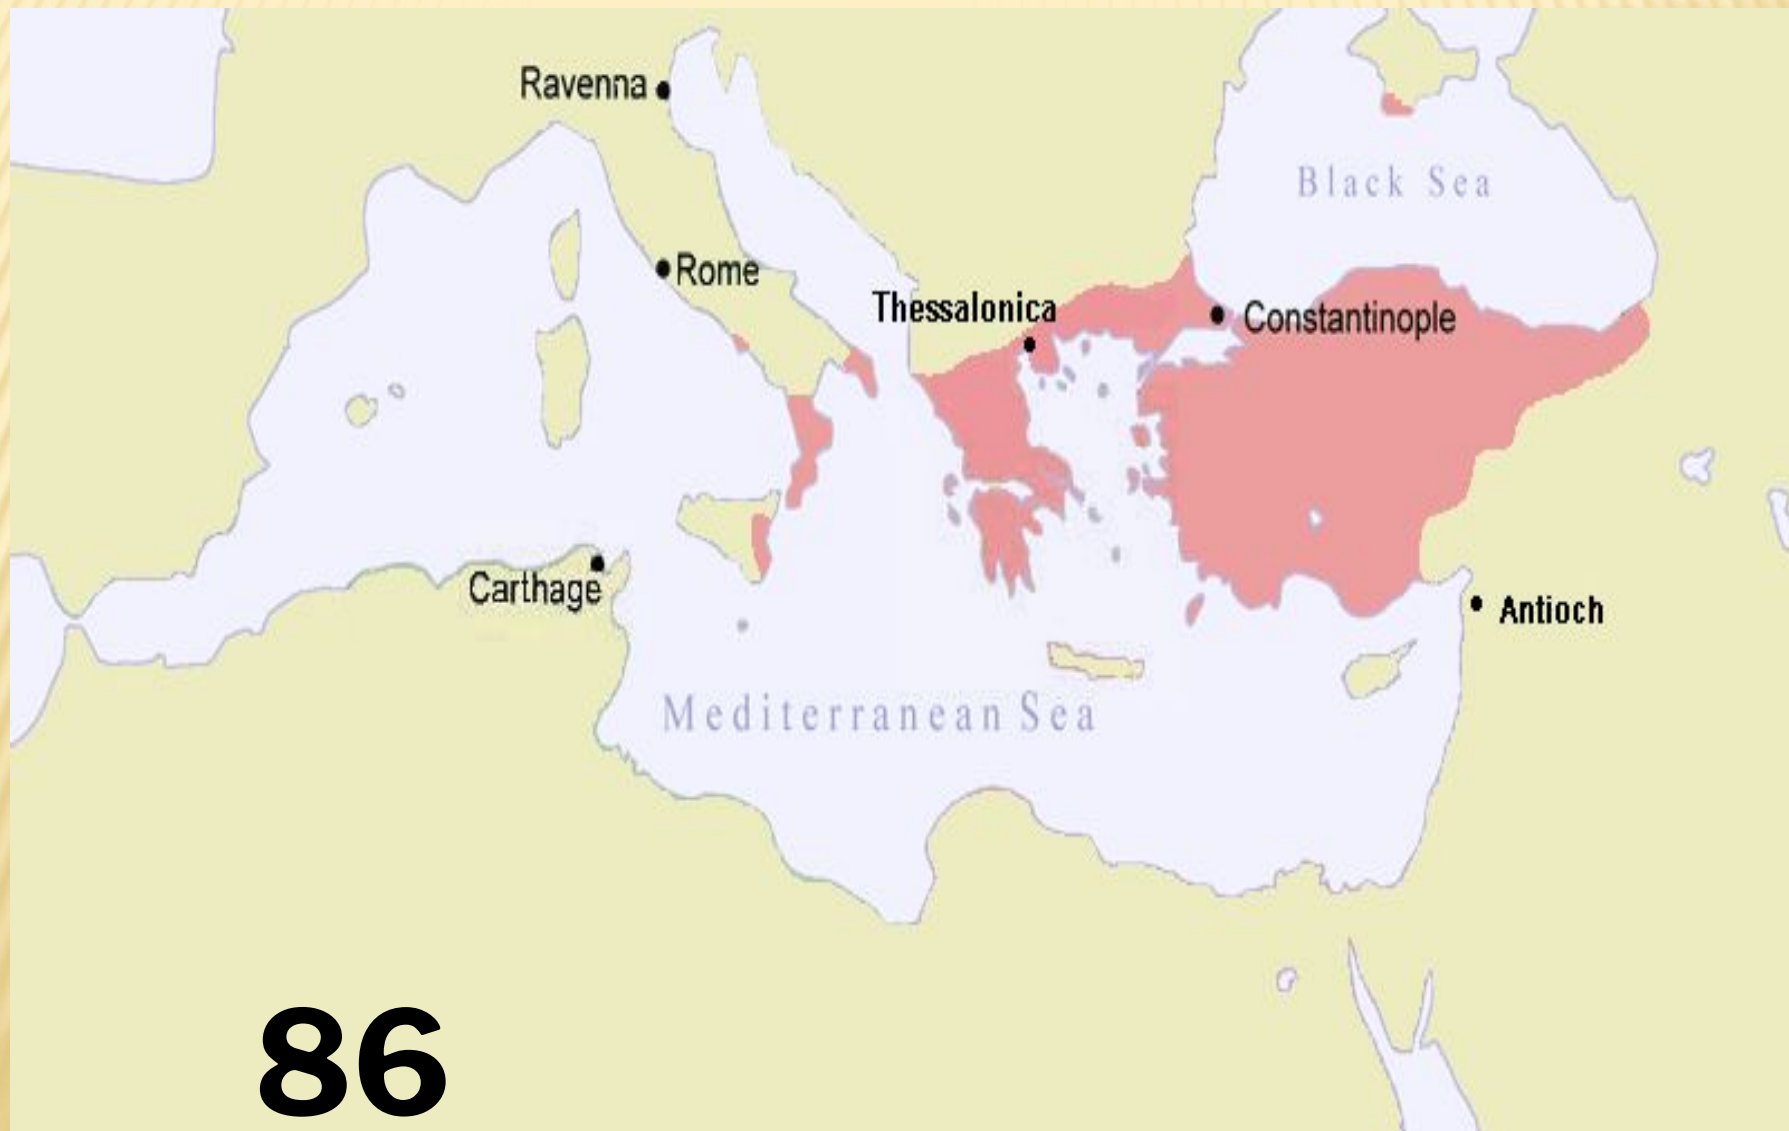 Ravenna
Black Sea
Rome
Thessalonica
Constantinople
Carthage
Antioch
Mediterranean Sea
86